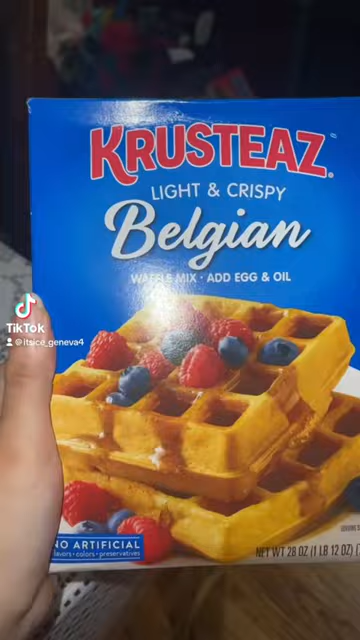 KRUSTEAZ®
LIGHT & CRISPY
Belgian
WAFFLE MIX • ADD EGG & OIL
TikTok
@itsice_geneva4
NO ARTIFICIAL
flavors • colors • preservatives
NET WT 28 OZ (1 LB 12 OZ)